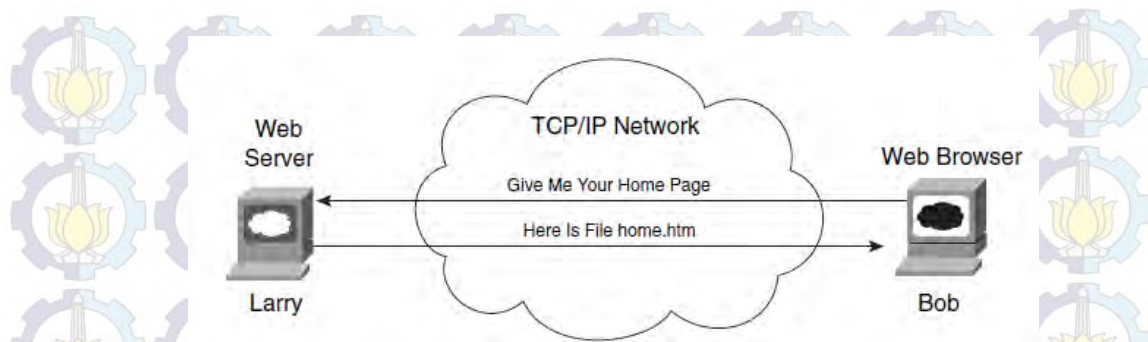 TCP/IP Network
Web
Server
Web Browser
Give Me Your Home Page
Here Is File home.htm
Larry
Bob